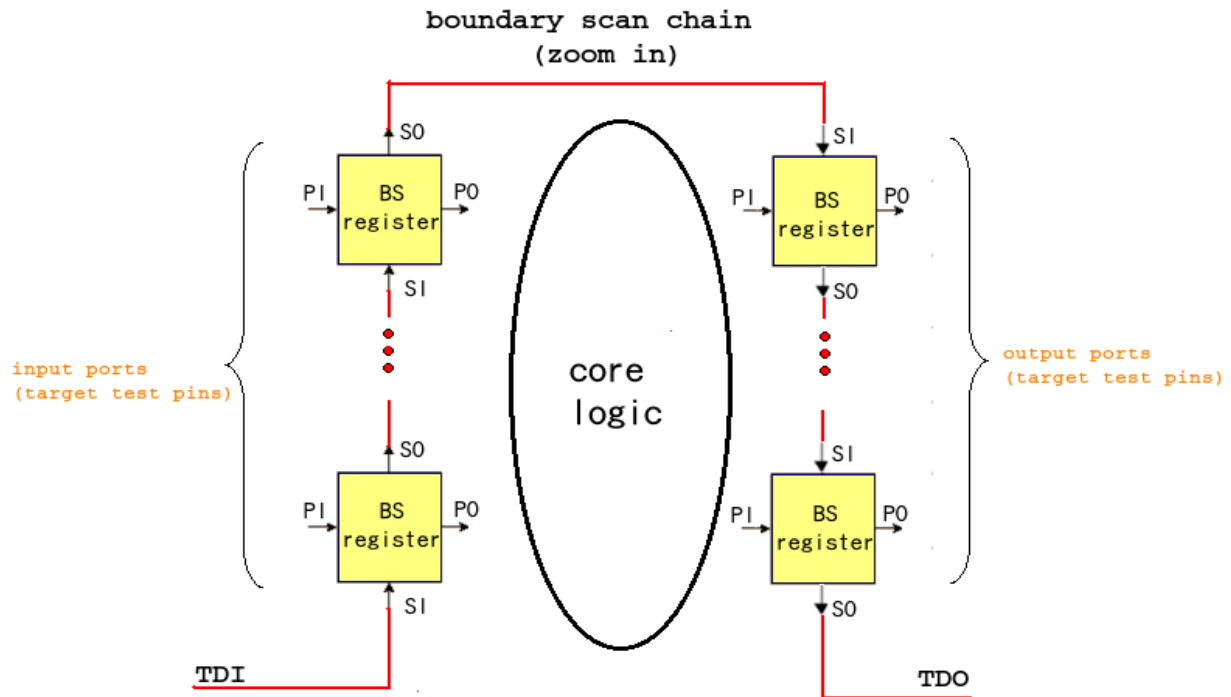 boundary scan chain
(zoom in)
SO
SI
PI
BS
register
PO
PI
BS
register
PO
SI
SO
input ports
(target test pins)
core
logic
output ports
(target test pins)
SO
SI
PI
BS
register
PO
PI
BS
register
PO
SI
SO
TDI
TDO